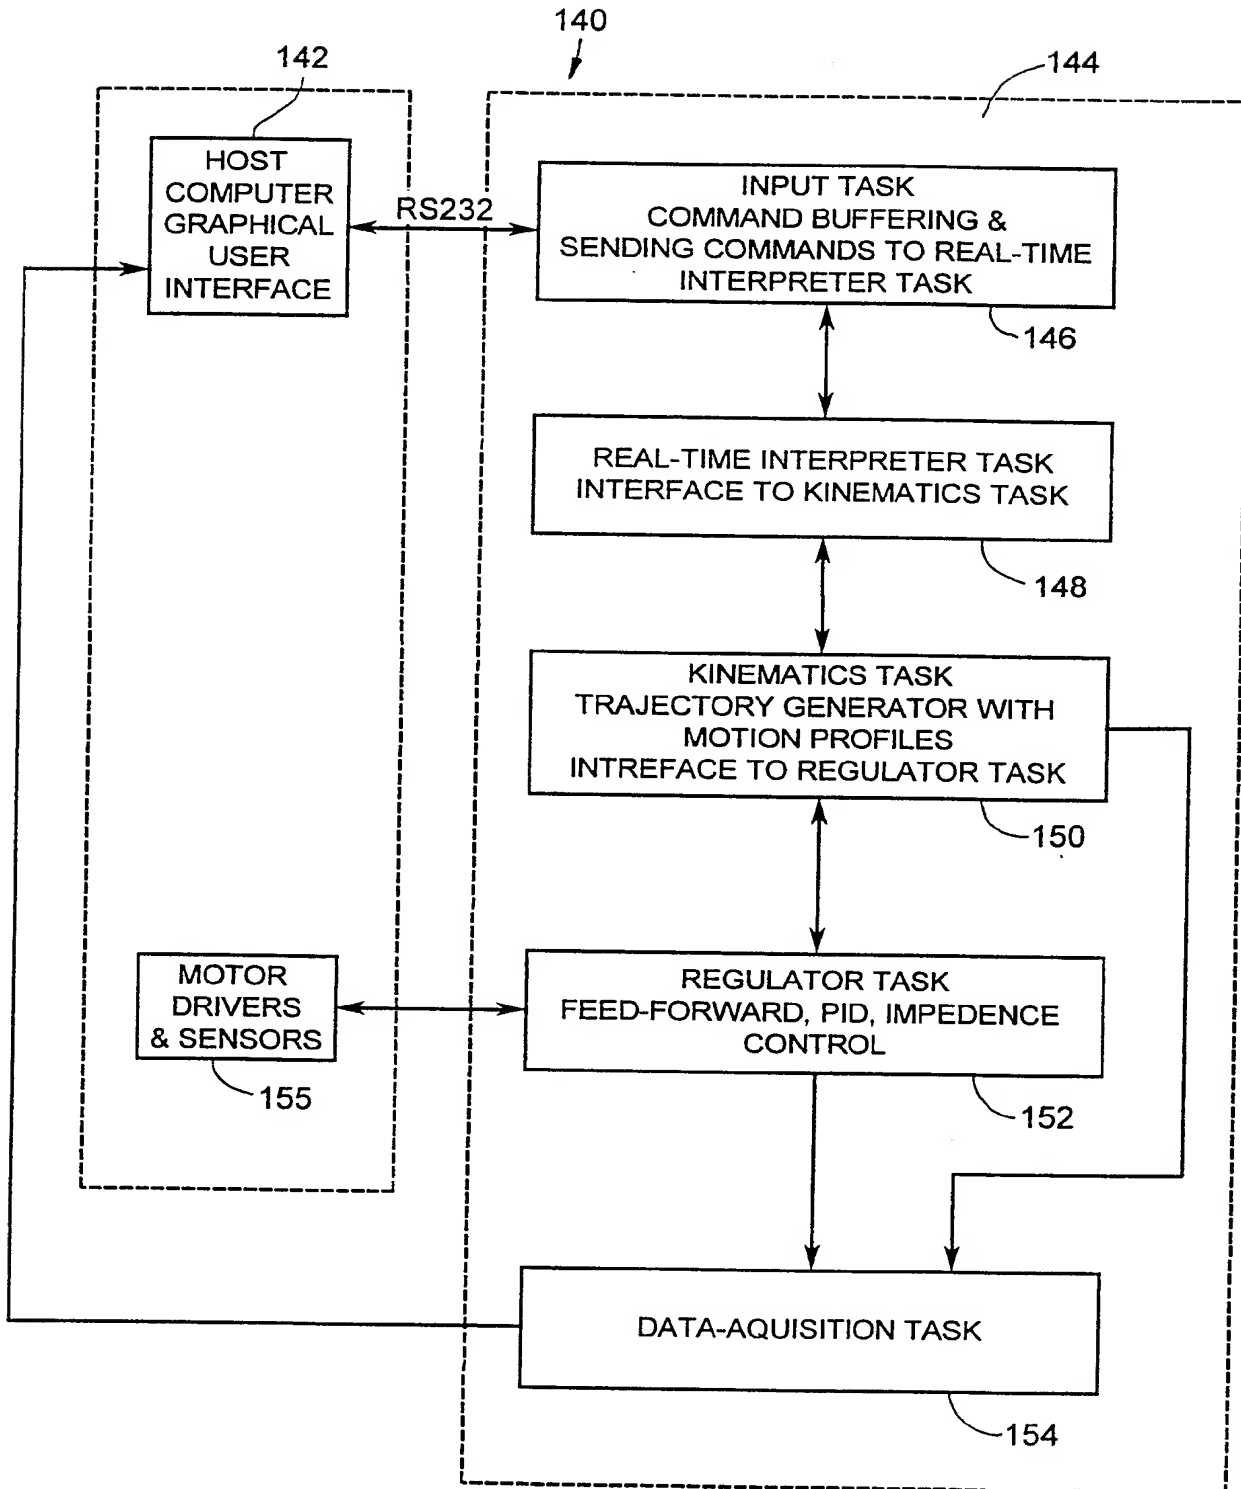 140
142
144
HOST
COMPUTER
GRAPHICAL
USER
INTERFACE
RS232
INPUT TASK
COMMAND BUFFERING &
SENDING COMMANDS TO REAL-TIME
INTERPRETER TASK
146
REAL-TIME INTERPRETER TASK
INTERFACE TO KINEMATICS TASK
148
KINEMATICS TASK
TRAJECTORY GENERATOR WITH
MOTION PROFILES
INTREFACE TO REGULATOR TASK
150
MOTOR
DRIVERS
& SENSORS
155
REGULATOR TASK
FEED-FORWARD, PID, IMPEDENCE
CONTROL
152
DATA-AQUISITION TASK
154